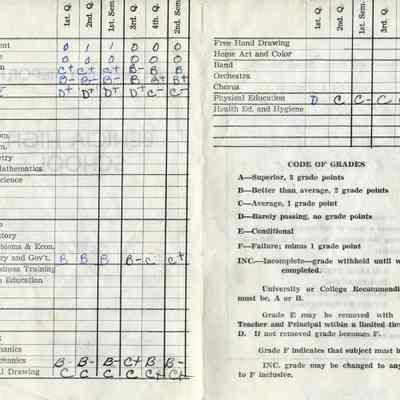 1st. Q. 2nd. Q. 1st. Sem. 3rd. Q. 4th. Q. 2nd. Sem.
ent 0 1 1 0 0 0
0 0 0 0 0 0
C+ C+ C+ B- B B
B- B- B- B A+ B+
D+ D+ D+ D+ C- C-
om,
m,
etry
Mathematics
cience
p
tory
oblems & Econ.
ry and Gov't. B B B B- C C+
siness Training
n Education
hanics
chanics B- B- B- C+ B B-
al Drawing C C C C C+ C+
1st. Q. 2nd. Q. 1st. Sem. 3rd. Q.
Free Hand Drawing
Home Art and Color
Band
Orchestra
Chorus
Physical Education D C C- C
Health Ed. and Hygiene
CODE OF GRADES
A—Superior, 3 grade points
B—Better than average, 2 grade points
C—Average, 1 grade point
D—Barely passing, no grade points
E—Conditional
F—Failure; minus 1 grade point
INC.—Incomplete—grade withheld until w
completed.
University or College Recommendi
must be, A or B.
Grade E may be removed with
Teacher and Principal within a limited tim
D. If not removed grade becomes F.
Grade F indicates that subject must b
INC. grade may be changed to any
to F inclusive.